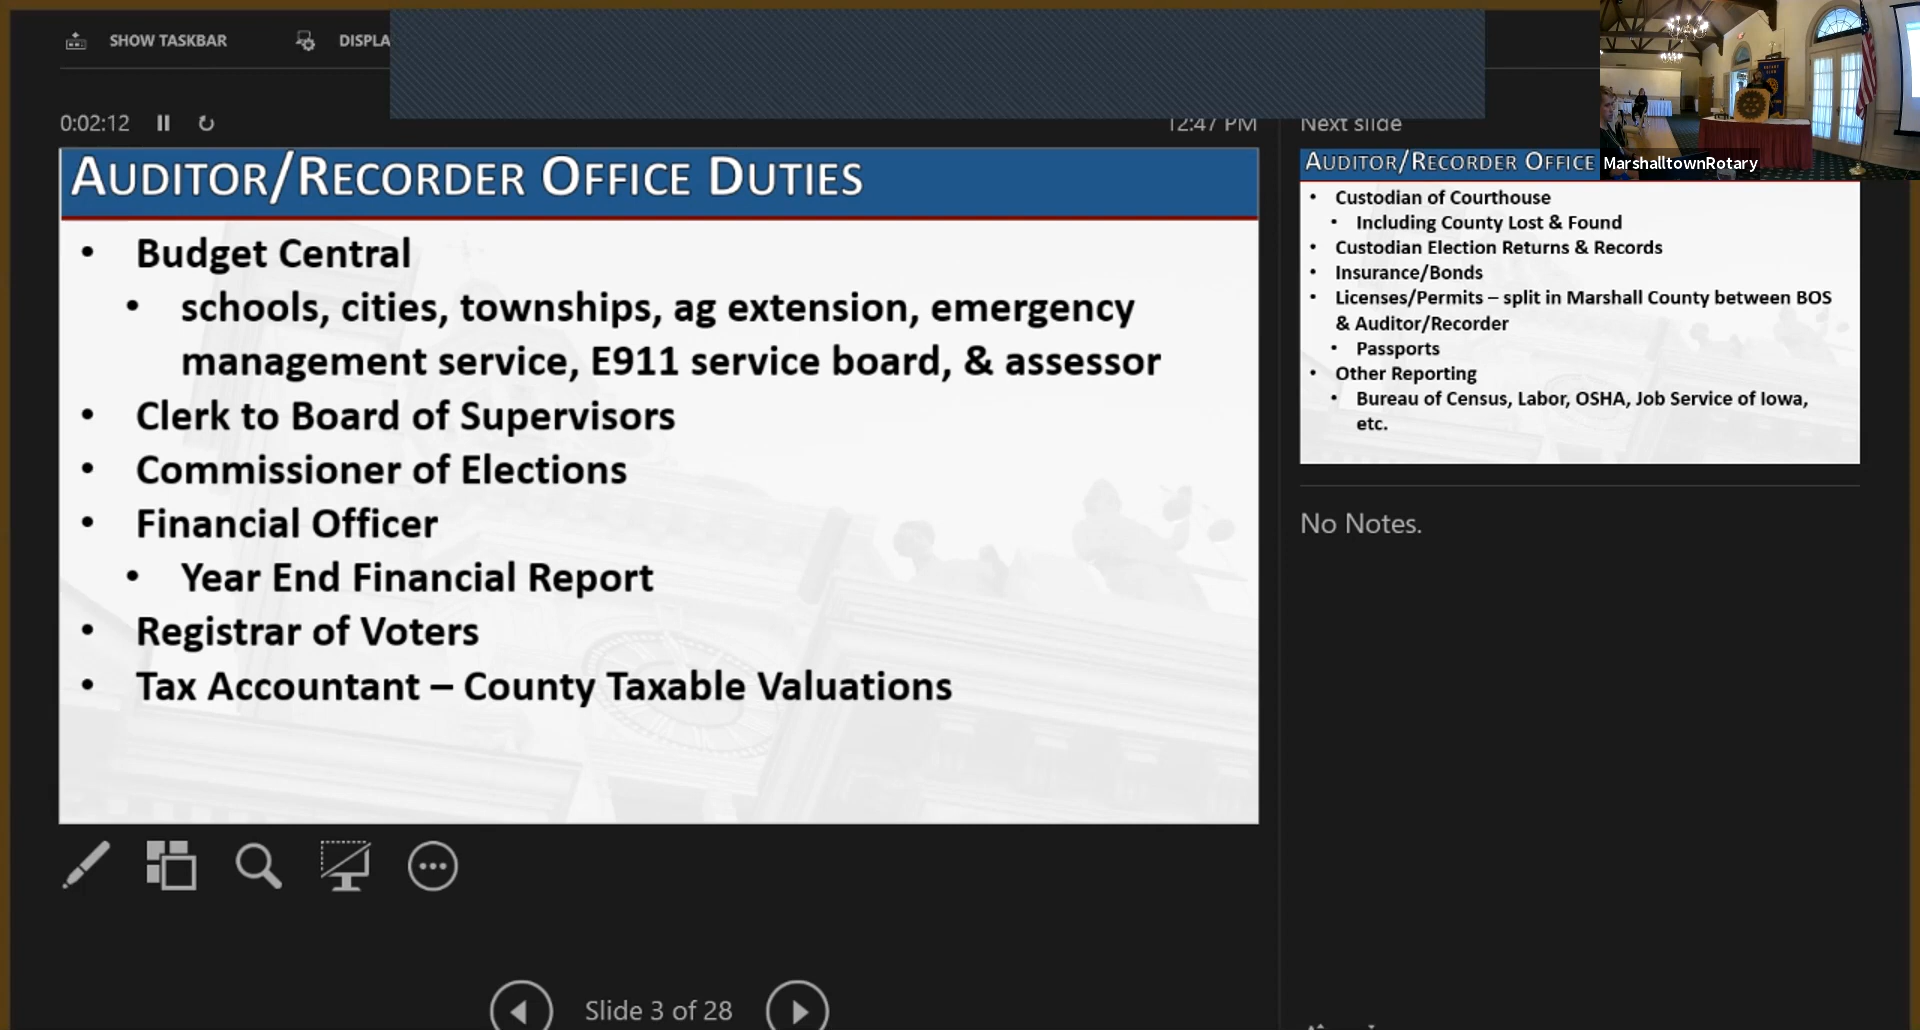 SHOW TASKBAR
DISPLA
0:02:12
12:47 PM
Next slide
AUDITOR/RECORDER OFFICE DUTIES
• Budget Central
• schools, cities, townships, ag extension, emergency
management service, E911 service board, & assessor
• Clerk to Board of Supervisors
• Commissioner of Elections
• Financial Officer
• Year End Financial Report
• Registrar of Voters
• Tax Accountant – County Taxable Valuations
Slide 3 of 28
MarshalltownRotary
AUDITOR/RECORDER OFFICE
• Custodian of Courthouse
• Including County Lost & Found
• Custodian Election Returns & Records
• Insurance/Bonds
• Licenses/Permits – split in Marshall County between BOS
& Auditor/Recorder
• Passports
• Other Reporting
• Bureau of Census, Labor, OSHA, Job Service of Iowa,
etc.
No Notes.